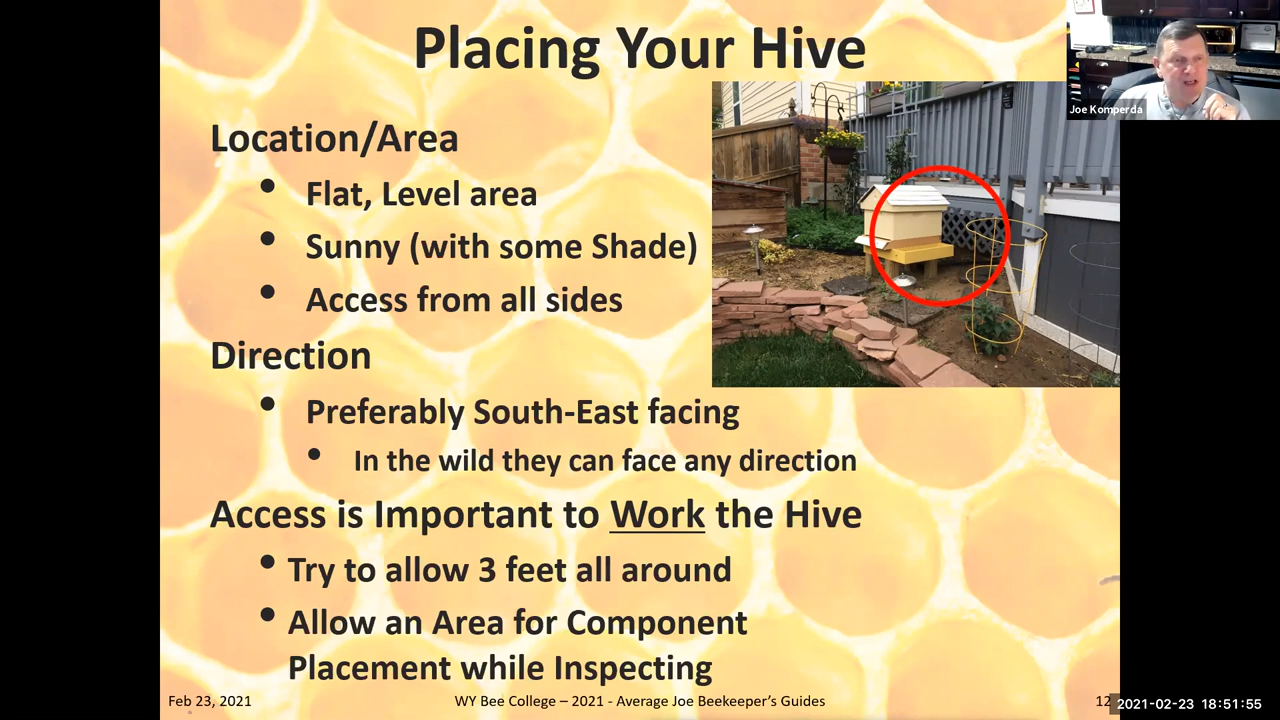 Placing Your Hive
Joe Komperda
Location/Area
• Flat, Level area
• Sunny (with some Shade)
• Access from all sides
Direction
• Preferably South-East facing
• In the wild they can face any direction
Access is Important to Work the Hive
• Try to allow 3 feet all around
• Allow an Area for Component
Placement while Inspecting
Feb 23, 2021
WY Bee College – 2021 - Average Joe Beekeeper's Guides
12
2021-02-23 18:51:55